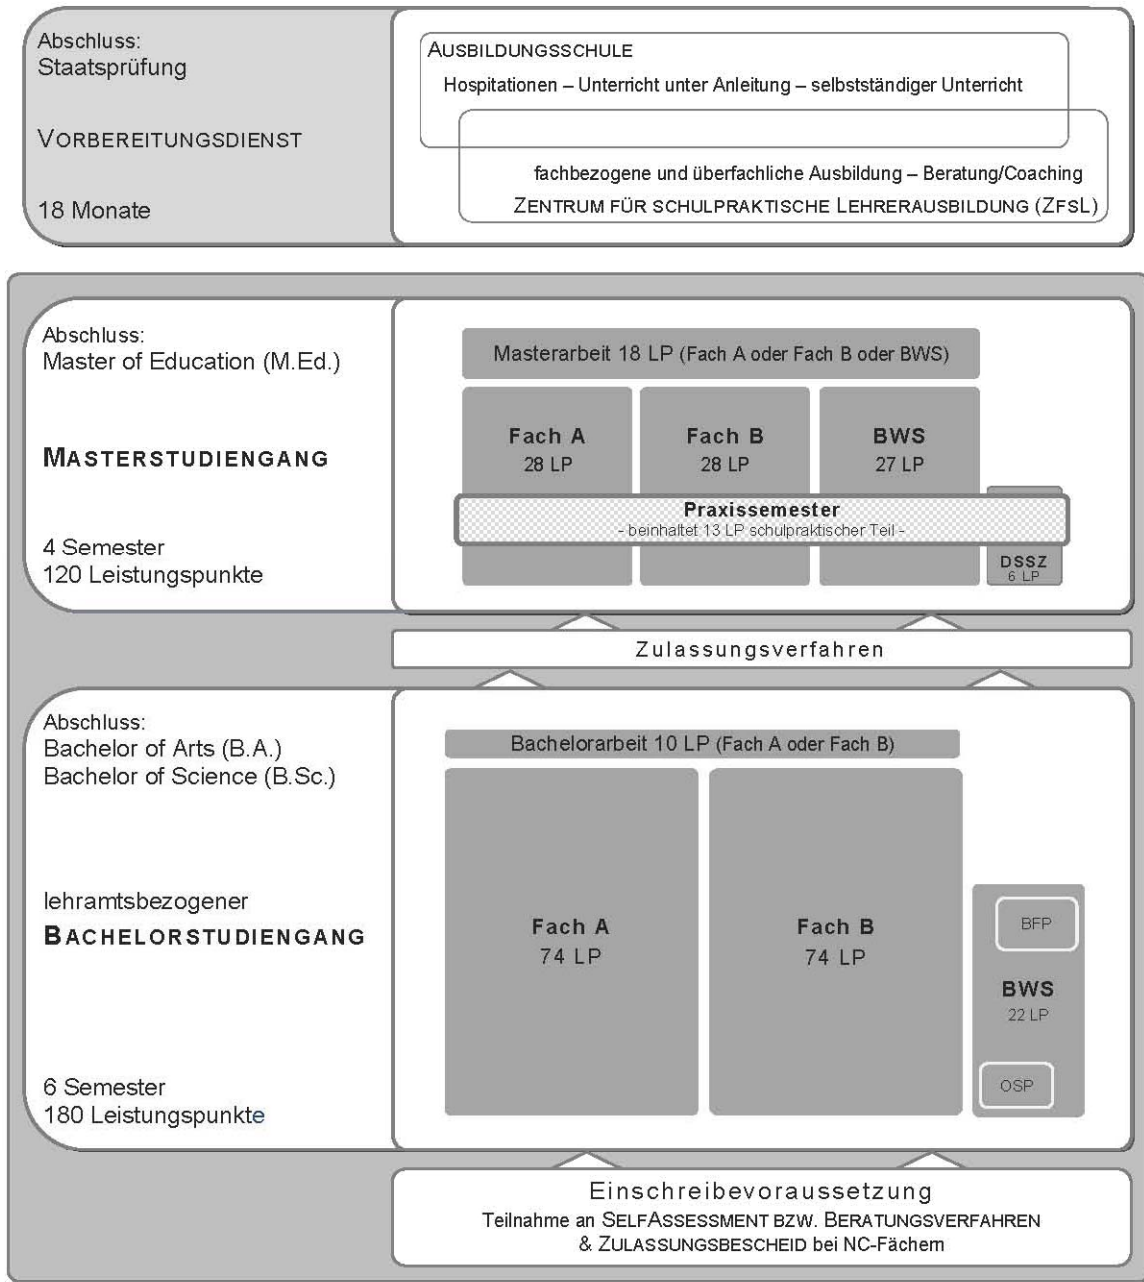 Abschluss:
Staatsprüfung
VORBEREITUNGSDIENST
18 Monate
AUSBILDUNGSSCHULE
Hospitationen – Unterricht unter Anleitung – selbstständiger Unterricht
fachbezogene und überfachliche Ausbildung – Beratung/Coaching
ZENTRUM FÜR SCHULPRAKTISCHE LEHRERAUSBILDUNG (ZFSL)
Abschluss:
Master of Education (M.Ed.)
MASTERSTUDIENGANG
4 Semester
120 Leistungspunkte
Masterarbeit 18 LP (Fach A oder Fach B oder BWS)
Fach A
28 LP
Fach B
28 LP
BWS
27 LP
Praxissemester
- beinhaltet 13 LP schulpraktischer Teil -
DSSZ
6 LP
Zulassungsverfahren
Abschluss:
Bachelor of Arts (B.A.)
Bachelor of Science (B.Sc.)
lehramtsbezogener
BACHELORSTUDIENGANG
6 Semester
180 Leistungspunkte
Bachelorarbeit 10 LP (Fach A oder Fach B)
Fach A
74 LP
Fach B
74 LP
BFP
BWS
22 LP
OSP
Einschreibevoraussetzung
Teilnahme an SELFASSESSMENT BZW. BERATUNGSVERFAHREN
& ZULASSUNGSBESCHEID bei NC-Fächern